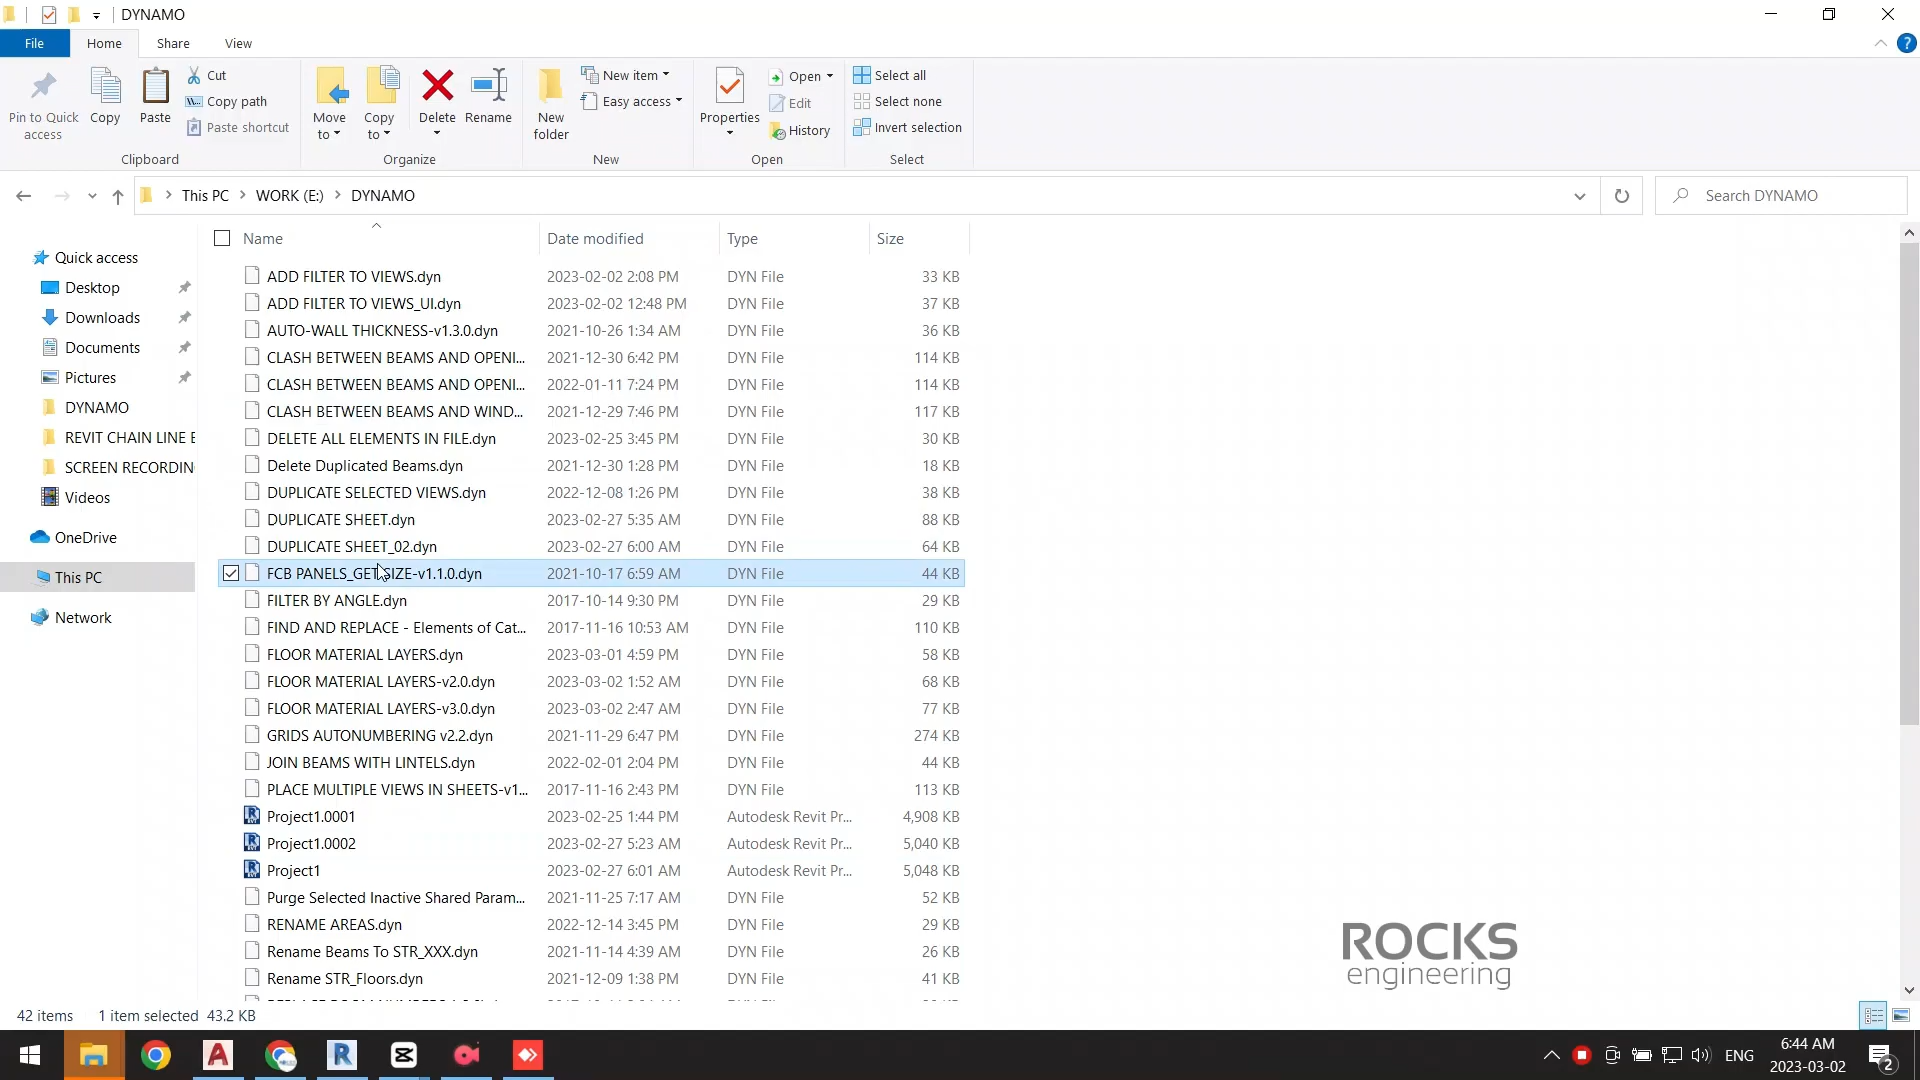 DYNAMO
File Home Share View
Pin to Quick access
Copy
Paste
Cut
Copy path
Paste shortcut
Clipboard
Move to
Copy to
Delete
Rename
Organize
New folder
New item
Easy access
New
Properties
Open
Edit
History
Open
Select all
Select none
Invert selection
Select
This PC > WORK (E:) > DYNAMO
Search DYNAMO
Quick access
Desktop
Downloads
Documents
Pictures
DYNAMO
REVIT CHAIN LINE E
SCREEN RECORDIN
Videos
OneDrive
This PC
Network
Name Date modified Type Size
ADD FILTER TO VIEWS.dyn 2023-02-02 2:08 PM DYN File 33 KB
ADD FILTER TO VIEWS_UI.dyn 2023-02-02 12:48 PM DYN File 37 KB
AUTO-WALL THICKNESS-v1.3.0.dyn 2021-10-26 1:34 AM DYN File 36 KB
CLASH BETWEEN BEAMS AND OPENI... 2021-12-30 6:42 PM DYN File 114 KB
CLASH BETWEEN BEAMS AND OPENI... 2022-01-11 7:24 PM DYN File 114 KB
CLASH BETWEEN BEAMS AND WIND... 2021-12-29 7:46 PM DYN File 117 KB
DELETE ALL ELEMENTS IN FILE.dyn 2023-02-25 3:45 PM DYN File 30 KB
Delete Duplicated Beams.dyn 2021-12-30 1:28 PM DYN File 18 KB
DUPLICATE SELECTED VIEWS.dyn 2022-12-08 1:26 PM DYN File 38 KB
DUPLICATE SHEET.dyn 2023-02-27 5:35 AM DYN File 88 KB
DUPLICATE SHEET_02.dyn 2023-02-27 6:00 AM DYN File 64 KB
FCB PANELS_GET SIZE-v1.1.0.dyn 2021-10-17 6:59 AM DYN File 44 KB
FILTER BY ANGLE.dyn 2017-10-14 9:30 PM DYN File 29 KB
FIND AND REPLACE - Elements of Cat... 2017-11-16 10:53 AM DYN File 110 KB
FLOOR MATERIAL LAYERS.dyn 2023-03-01 4:59 PM DYN File 58 KB
FLOOR MATERIAL LAYERS-v2.0.dyn 2023-03-02 1:52 AM DYN File 68 KB
FLOOR MATERIAL LAYERS-v3.0.dyn 2023-03-02 2:47 AM DYN File 77 KB
GRIDS AUTONUMBERING v2.2.dyn 2021-11-29 6:47 PM DYN File 274 KB
JOIN BEAMS WITH LINTELS.dyn 2022-02-01 2:04 PM DYN File 44 KB
PLACE MULTIPLE VIEWS IN SHEETS-v1... 2017-11-16 2:43 PM DYN File 113 KB
Project1.0001 2023-02-25 1:44 PM Autodesk Revit Pr... 4,908 KB
Project1.0002 2023-02-27 5:23 AM Autodesk Revit Pr... 5,040 KB
Project1 2023-02-27 6:01 AM Autodesk Revit Pr... 5,048 KB
Purge Selected Inactive Shared Param... 2021-11-25 7:17 AM DYN File 52 KB
RENAME AREAS.dyn 2022-12-14 3:45 PM DYN File 29 KB
Rename Beams To STR_XXX.dyn 2021-11-14 4:39 AM DYN File 26 KB
Rename STR_Floors.dyn 2021-12-09 1:38 PM DYN File 41 KB
ROCKS
engineering
42 items 1 item selected 43.2 KB
ENG
6:44 AM
2023-03-02
2